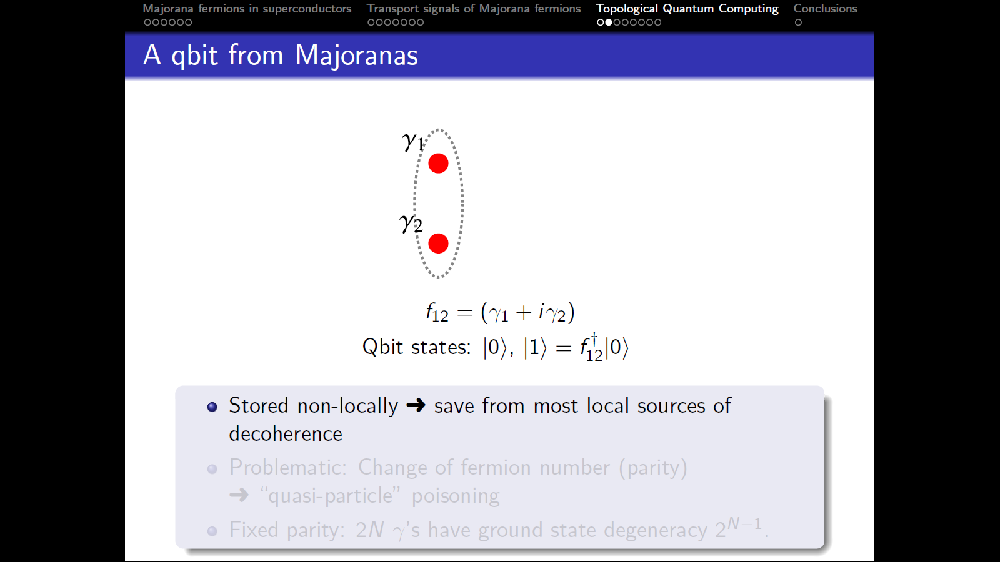 Majorana fermions in superconductors Transport signals of Majorana fermions Topological Quantum Computing Conclusions
A qbit from Majoranas
γ₁
γ₂
f₁₂ = (γ₁ + iγ₂)
Qbit states: |0⟩, |1⟩ = f†₁₂|0⟩
Stored non-locally ➜ save from most local sources of
decoherence
Problematic: Change of fermion number (parity)
➜ “quasi-particle” poisoning
Fixed parity: 2N γ's have ground state degeneracy 2ᴺ⁻¹.